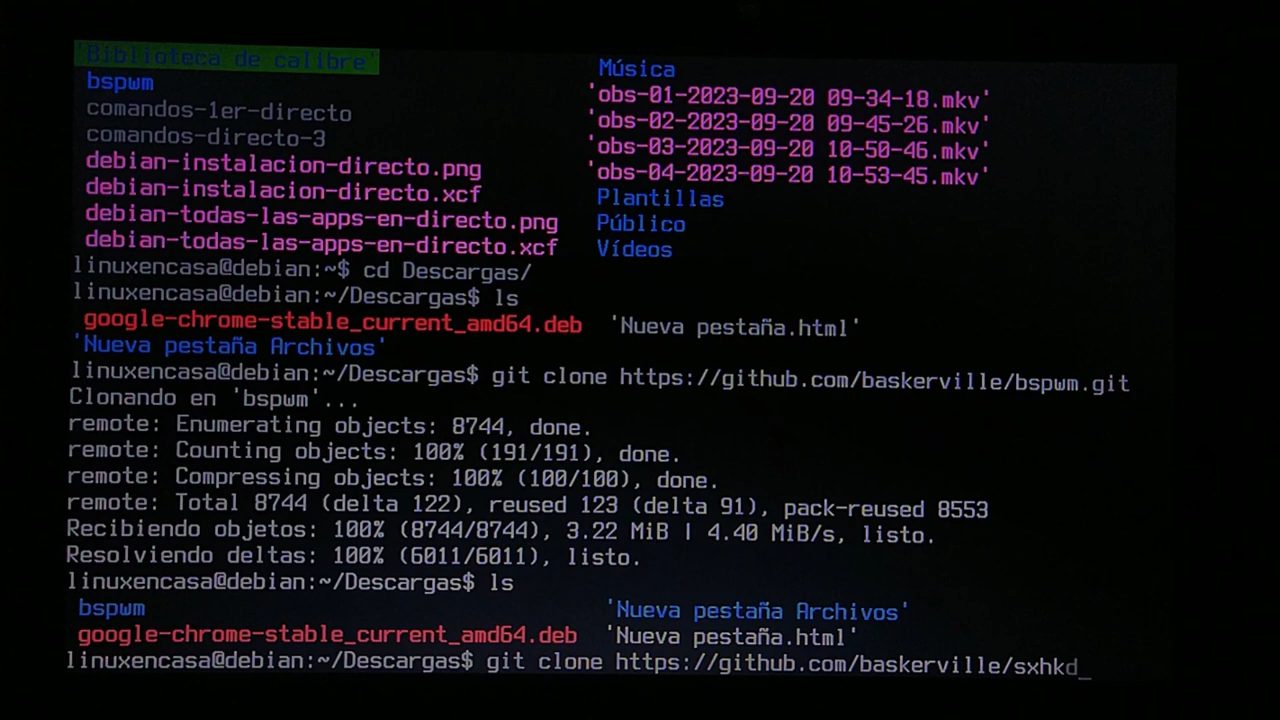 'Biblioteca de calibre'
bspwm Música
comandos-1er-directo 'obs-01-2023-09-20 09-34-18.mkv'
comandos-directo-3 'obs-02-2023-09-20 09-45-26.mkv'
debian-instalacion-directo.png 'obs-03-2023-09-20 10-50-46.mkv'
debian-instalacion-directo.xcf 'obs-04-2023-09-20 10-53-45.mkv'
debian-todas-las-apps-en-directo.png Plantillas
debian-todas-las-apps-en-directo.xcf Público
Vídeos
linuxencasa@debian:~$ cd Descargas/
linuxencasa@debian:~/Descargas$ ls
google-chrome-stable_current_amd64.deb 'Nueva pestaña.html'
'Nueva pestaña Archivos'
linuxencasa@debian:~/Descargas$ git clone https://github.com/baskerville/bspwm.git
Clonando en 'bspwm'...
remote: Enumerating objects: 8744, done.
remote: Counting objects: 100% (191/191), done.
remote: Compressing objects: 100% (100/100), done.
remote: Total 8744 (delta 122), reused 123 (delta 91), pack-reused 8553
Recibiendo objetos: 100% (8744/8744), 3.22 MiB | 4.40 MiB/s, listo.
Resolviendo deltas: 100% (6011/6011), listo.
linuxencasa@debian:~/Descargas$ ls
bspwm 'Nueva pestaña Archivos'
google-chrome-stable_current_amd64.deb 'Nueva pestaña.html'
linuxencasa@debian:~/Descargas$ git clone https://github.com/baskerville/sxhkd_